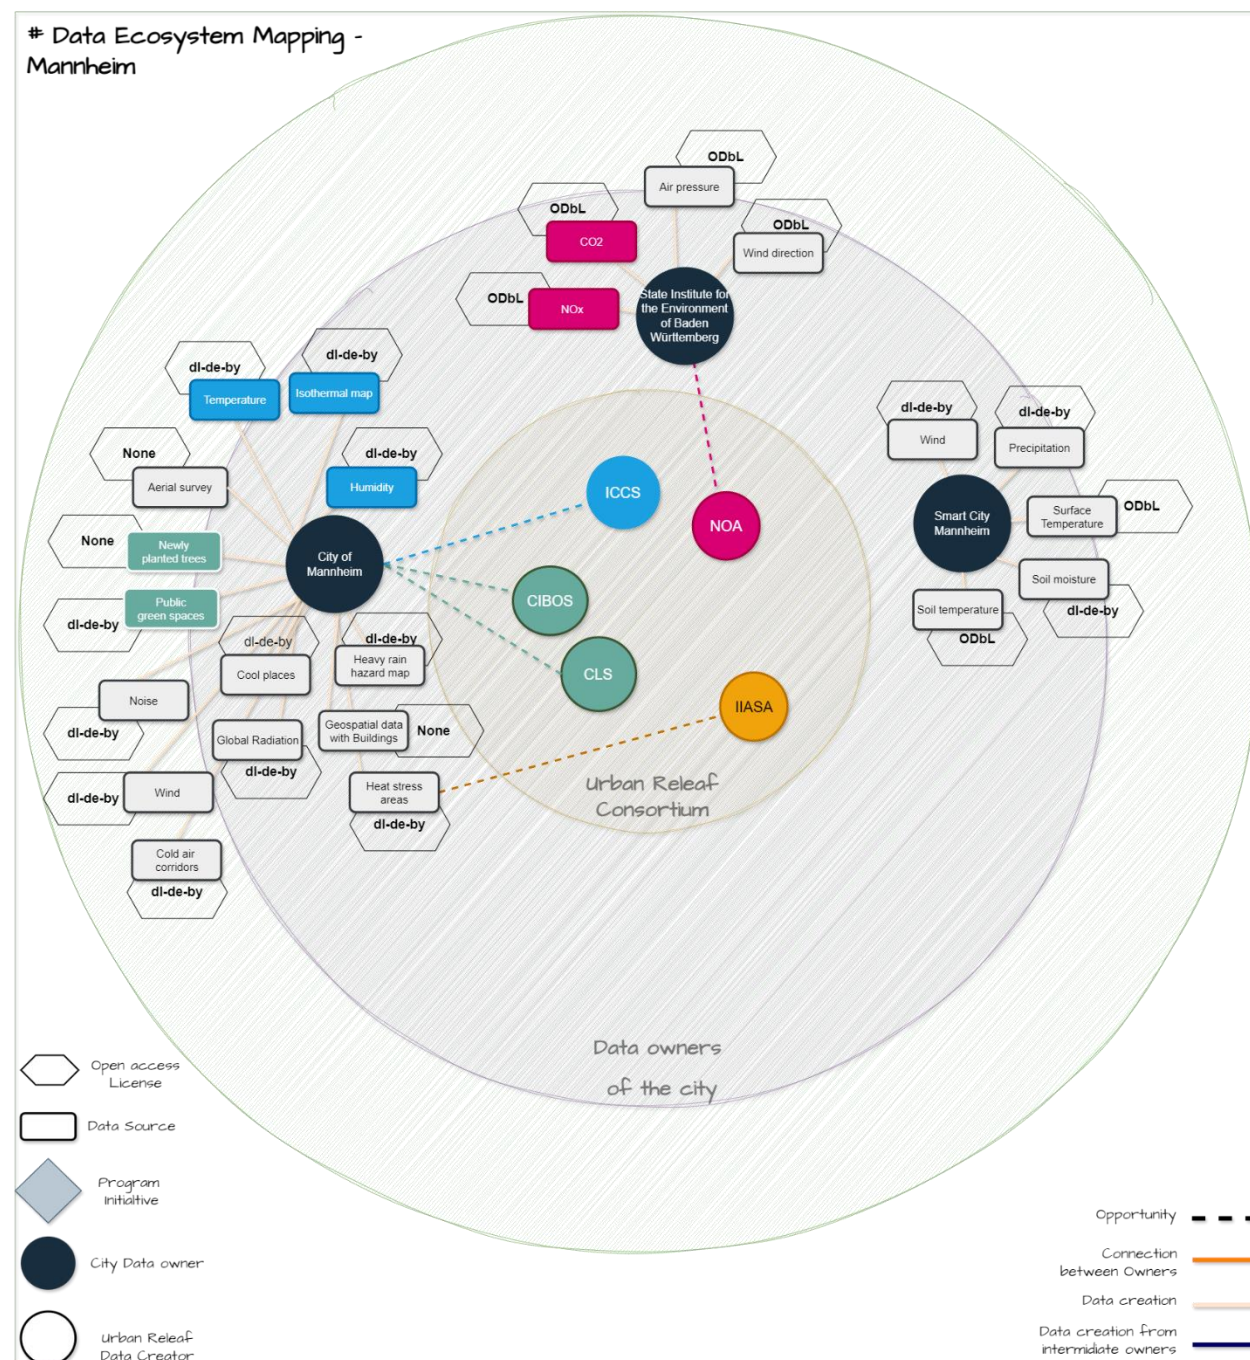 # Data Ecosystem Mapping -
Mannheim
ODbL
Air pressure
ODbL
CO2
ODbL
Wind direction
ODbL
NOx
State Institute for
the Environment
of Baden
Württemberg
dl-de-by
Temperature
dl-de-by
Isothermal map
None
Aerial survey
dl-de-by
Humidity
None
Newly
planted trees
dl-de-by
Public
green spaces
City of
Mannheim
dl-de-by
Cool places
dl-de-by
Heavy rain
hazard map
Noise
dl-de-by
Global Radiation
dl-de-by
Geospatial data
with Buildings
None
dl-de-by
Wind
Heat stress
areas
dl-de-by
Cold air
corridors
dl-de-by
ICCS
NOA
CIBOS
CLS
IIASA
Urban Releaf
Consortium
dl-de-by
Wind
dl-de-by
Precipitation
Smart City
Mannheim
Surface
Temperature
ODbL
Soil moisture
dl-de-by
Soil temperature
ODbL
Data owners
of the city
Open access
License
Data Source
Program
Initialtive
City Data owner
Urban Releaf
Data Creator
Opportunity
Connection
between Owners
Data creation
Data creation from
intermidiate owners